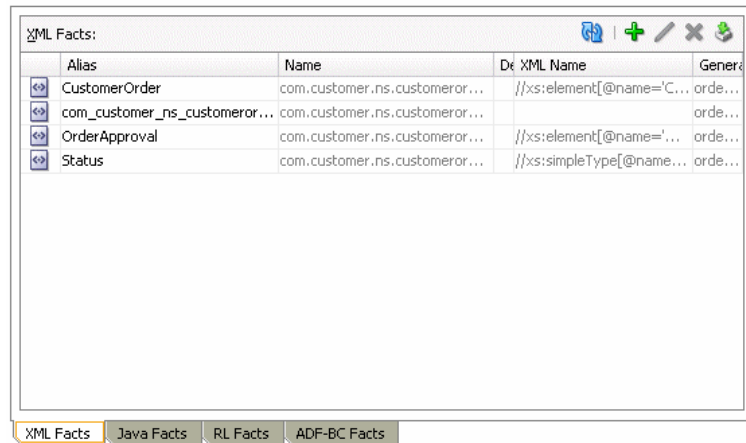 XML Facts:
Alias Name De XML Name Genera
CustomerOrder com.customer.ns.customeror... //xs:element[@name='C... orde...
com_customer_ns_customeror... com.customer.ns.customeror... orde...
OrderApproval com.customer.ns.customeror... //xs:element[@name='... orde...
Status com.customer.ns.customeror... //xs:simpleType[@name... orde...
XML Facts Java Facts RL Facts ADF-BC Facts